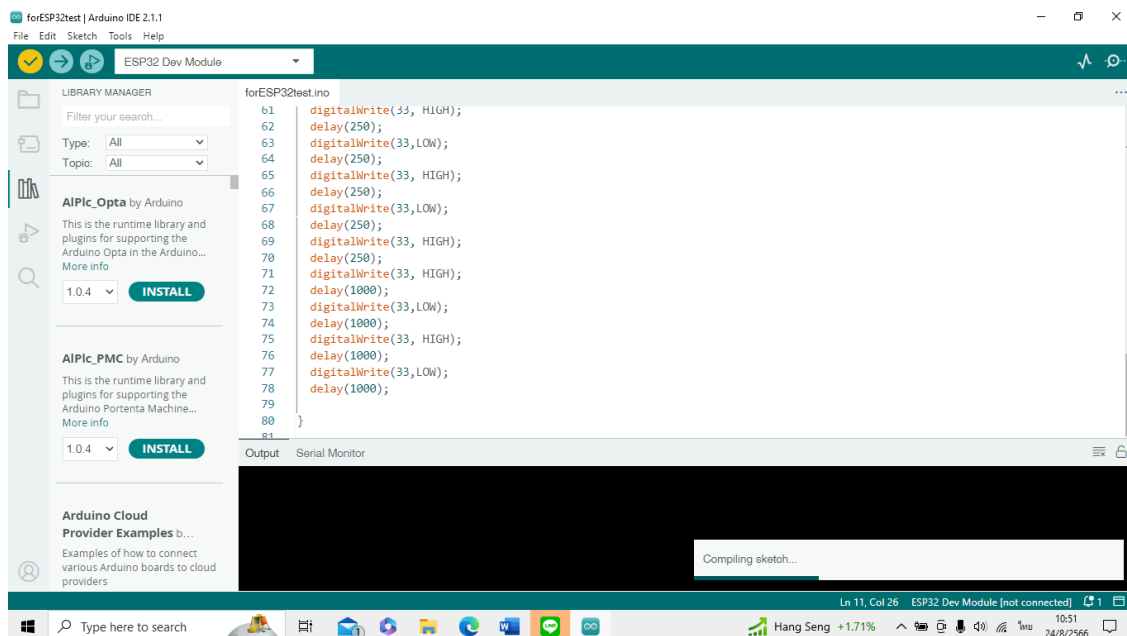 forESP32test | Arduino IDE 2.1.1
File Edit Sketch Tools Help
ESP32 Dev Module
LIBRARY MANAGER
Filter your search...
Type: All
Topic: All
AlPlc_Opta by Arduino
This is the runtime library and
plugins for supporting the
Arduino Opta in the Arduino...
More info
1.0.4 INSTALL
AlPlc_PMC by Arduino
This is the runtime library and
plugins for supporting the
Arduino Portenta Machine...
More info
1.0.4 INSTALL
Arduino Cloud
Provider Examples b...
Examples of how to connect
various Arduino boards to cloud
providers
forESP32test.ino
61 digitalWrite(33, HIGH);
62 delay(250);
63 digitalWrite(33,LOW);
64 delay(250);
65 digitalWrite(33, HIGH);
66 delay(250);
67 digitalWrite(33,LOW);
68 delay(250);
69 digitalWrite(33, HIGH);
70 delay(250);
71 digitalWrite(33, HIGH);
72 delay(1000);
73 digitalWrite(33,LOW);
74 delay(1000);
75 digitalWrite(33, HIGH);
76 delay(1000);
77 digitalWrite(33,LOW);
78 delay(1000);
79
80 }
81
Output Serial Monitor
Compiling sketch...
Ln 11, Col 26 ESP32 Dev Module [not connected] 1
Type here to search
Hang Seng +1.71%
ไทย
10:51
24/8/2566